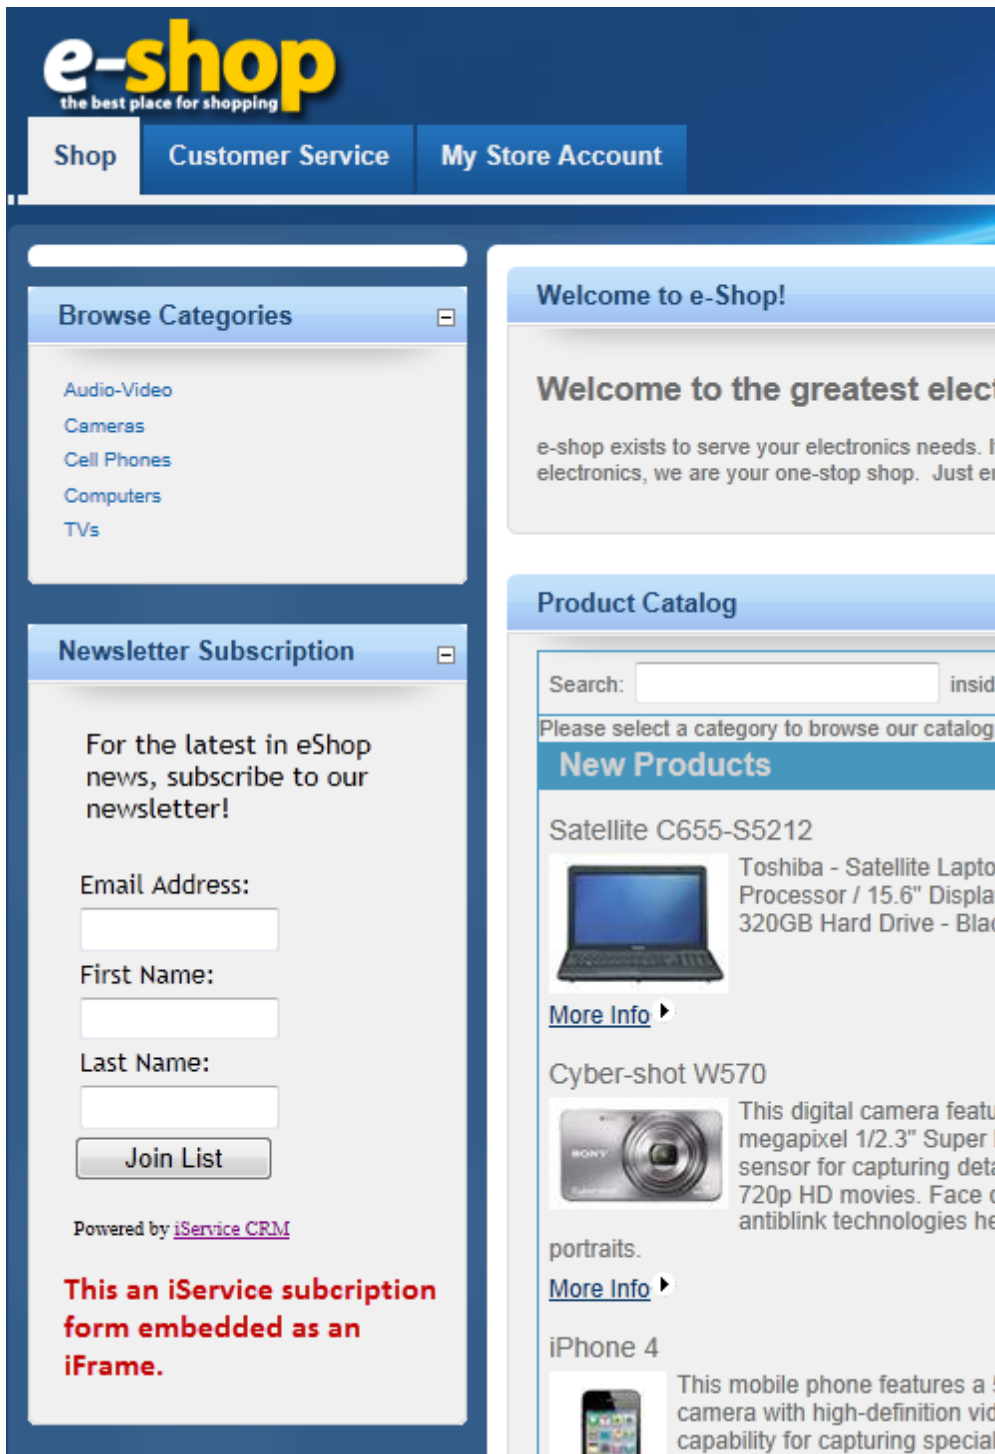 e-shop
the best place for shopping
Shop
Customer Service
My Store Account
Browse Categories
Audio-Video
Cameras
Cell Phones
Computers
TVs
Newsletter Subscription
For the latest in eShop
news, subscribe to our
newsletter!
Email Address:
First Name:
Last Name:
Join List
Powered by iService CRM
This an iService subcription
form embedded as an
iFrame.
Welcome to e-Shop!
Welcome to the greatest
e-shop exists to serve your electronics needs.
electronics, we are your one-stop shop. Just
Product Catalog
Search:
Please select a category to browse our catalog
New Products
Satellite C655-S5212
Toshiba - Satellite
Processor / 15.6"
320GB Hard Drive -
More Info
Cyber-shot W570
SONY
This digital camera
megapixel 1/2.3" Super
sensor for capturing
720p HD movies. Face
antiblink technologies
portraits.
More Info
iPhone 4
This mobile phone features a
camera with high-definition
capability for capturing special